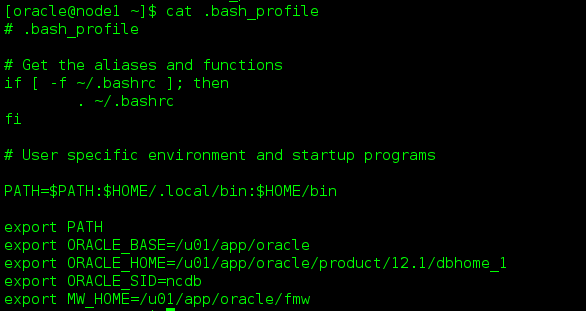 [oracle@node1 ~]$ cat .bash_profile
# .bash_profile

# Get the aliases and functions
if [ -f ~/.bashrc ]; then
        . ~/.bashrc
fi

# User specific environment and startup programs

PATH=$PATH:$HOME/.local/bin:$HOME/bin

export PATH
export ORACLE_BASE=/u01/app/oracle
export ORACLE_HOME=/u01/app/oracle/product/12.1/dbhome_1
export ORACLE_SID=ncdb
export MW_HOME=/u01/app/oracle/fmw